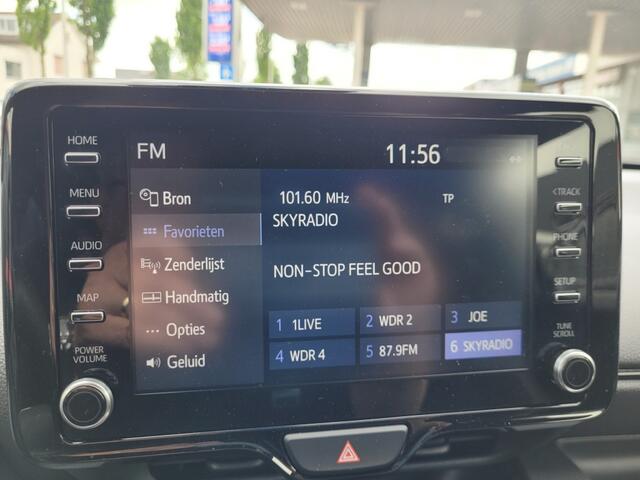 HOME
MENU
AUDIO
MAP
POWER
VOLUME
FM
11:56
Bron
Favorieten
Zenderlijst
Handmatig
Opties
Geluid
101.60 MHz TP
SKYRADIO
NON-STOP FEEL GOOD
1 1LIVE
2 WDR 2
3 JOE
4 WDR 4
5 87.9FM
6 SKYRADIO
<TRACK
PHONE
SETUP
TUNE
SCROLL